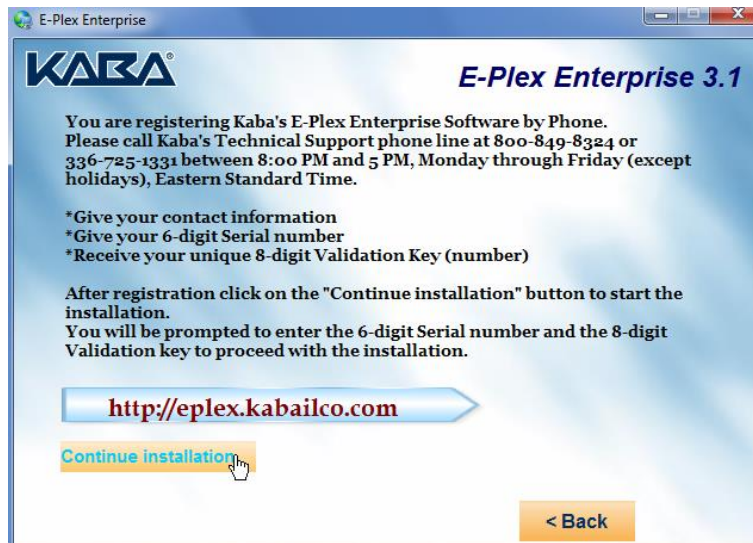 E-Plex Enterprise
KABA®
E-Plex Enterprise 3.1
You are registering Kaba's E-Plex Enterprise Software by Phone.
Please call Kaba's Technical Support phone line at 800-849-8324 or
336-725-1331 between 8:00 PM and 5 PM, Monday through Friday (except
holidays), Eastern Standard Time.
*Give your contact information
*Give your 6-digit Serial number
*Receive your unique 8-digit Validation Key (number)
After registration click on the "Continue installation" button to start the
installation.
You will be prompted to enter the 6-digit Serial number and the 8-digit
Validation key to proceed with the installation.
http://eplex.kabailco.com
Continue installation
< Back